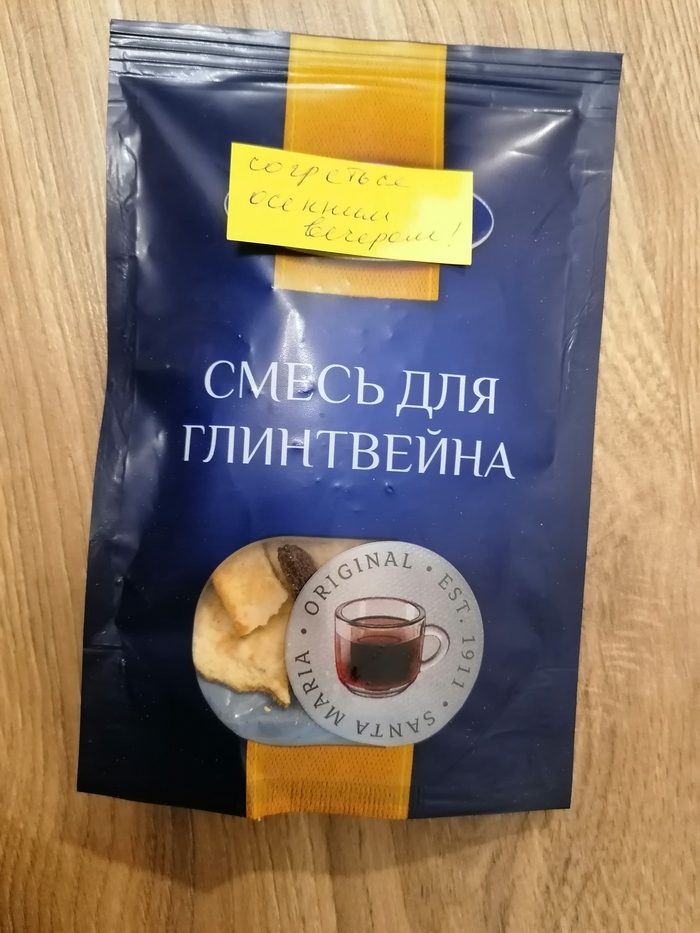 согреться
осенним
вечером!
СМЕСЬ ДЛЯ
ГЛИНТВЕЙНА
ORIGINAL • EST. 1911 • SANTA MARIA •